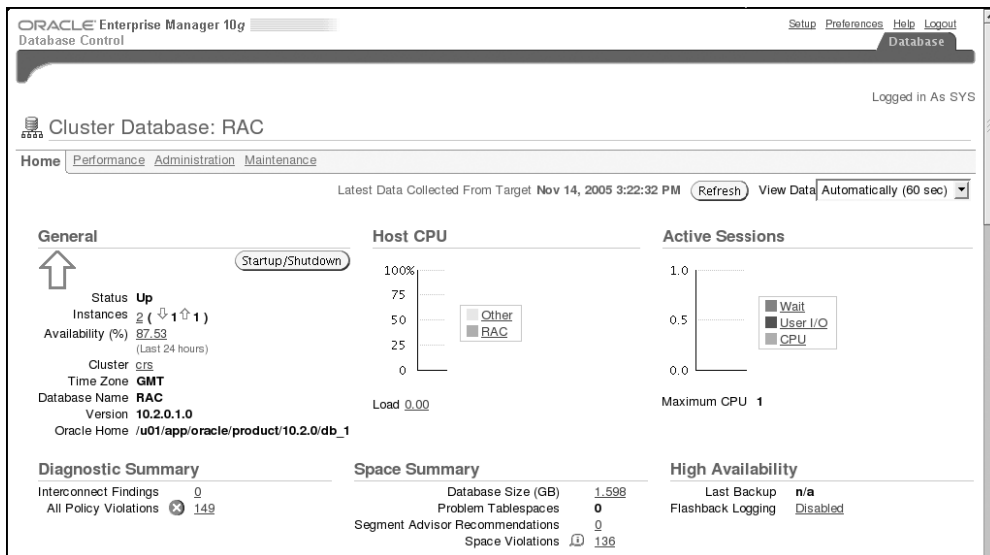 ORACLE Enterprise Manager 10g
Database Control
Setup Preferences Help Logout
Database
Logged in As SYS
Cluster Database: RAC
Home Performance Administration Maintenance
Latest Data Collected From Target Nov 14, 2005 3:22:32 PM Refresh View Data Automatically (60 sec)
General
Startup/Shutdown
Status Up
Instances 2 ( 1 1 )
Availability (%) 87.53
(Last 24 hours)
Cluster crs
Time Zone GMT
Database Name RAC
Version 10.2.0.1.0
Oracle Home /u01/app/oracle/product/10.2.0/db_1
Host CPU
100%
75
50
25
0
Other
RAC
Load 0.00
Active Sessions
1.0
0.5
0.0
Wait
User I/O
CPU
Maximum CPU 1
Diagnostic Summary
Interconnect Findings 0
All Policy Violations 149
Space Summary
Database Size (GB) 1.598
Problem Tablespaces 0
Segment Advisor Recommendations 0
Space Violations 136
High Availability
Last Backup n/a
Flashback Logging Disabled